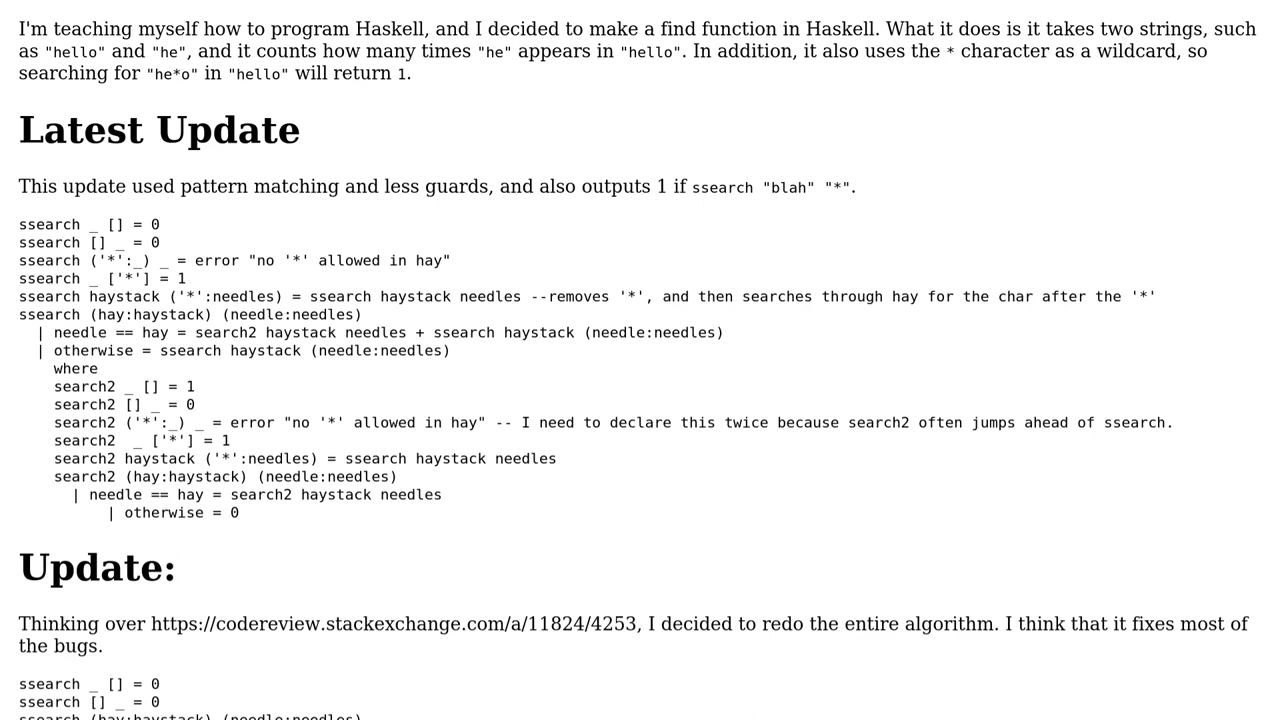 I'm teaching myself how to program Haskell, and I decided to make a find function in Haskell. What it does is it takes two strings, such
as "hello" and "he", and it counts how many times "he" appears in "hello". In addition, it also uses the * character as a wildcard, so
searching for "he*o" in "hello" will return 1.
Latest Update
This update used pattern matching and less guards, and also outputs 1 if ssearch "blah" "*".
ssearch _ [] = 0
ssearch [] _ = 0
ssearch ('*':_) _ = error "no '*' allowed in hay"
ssearch _ ['*'] = 1
ssearch haystack ('*':needles) = ssearch haystack needles --removes '*', and then searches through hay for the char after the '*'
ssearch (hay:haystack) (needle:needles)
  | needle == hay = search2 haystack needles + ssearch haystack (needle:needles)
  | otherwise = ssearch haystack (needle:needles)
    where
    search2 _ [] = 1
    search2 [] _ = 0
    search2 ('*':_) _ = error "no '*' allowed in hay" -- I need to declare this twice because search2 often jumps ahead of ssearch.
    search2  _ ['*'] = 1
    search2 haystack ('*':needles) = ssearch haystack needles
    search2 (hay:haystack) (needle:needles)
      | needle == hay = search2 haystack needles
          | otherwise = 0
Update:
Thinking over https://codereview.stackexchange.com/a/11824/4253, I decided to redo the entire algorithm. I think that it fixes most of
the bugs.
ssearch _ [] = 0
ssearch [] _ = 0
ssearch (hay:haystack) (needle:needles)